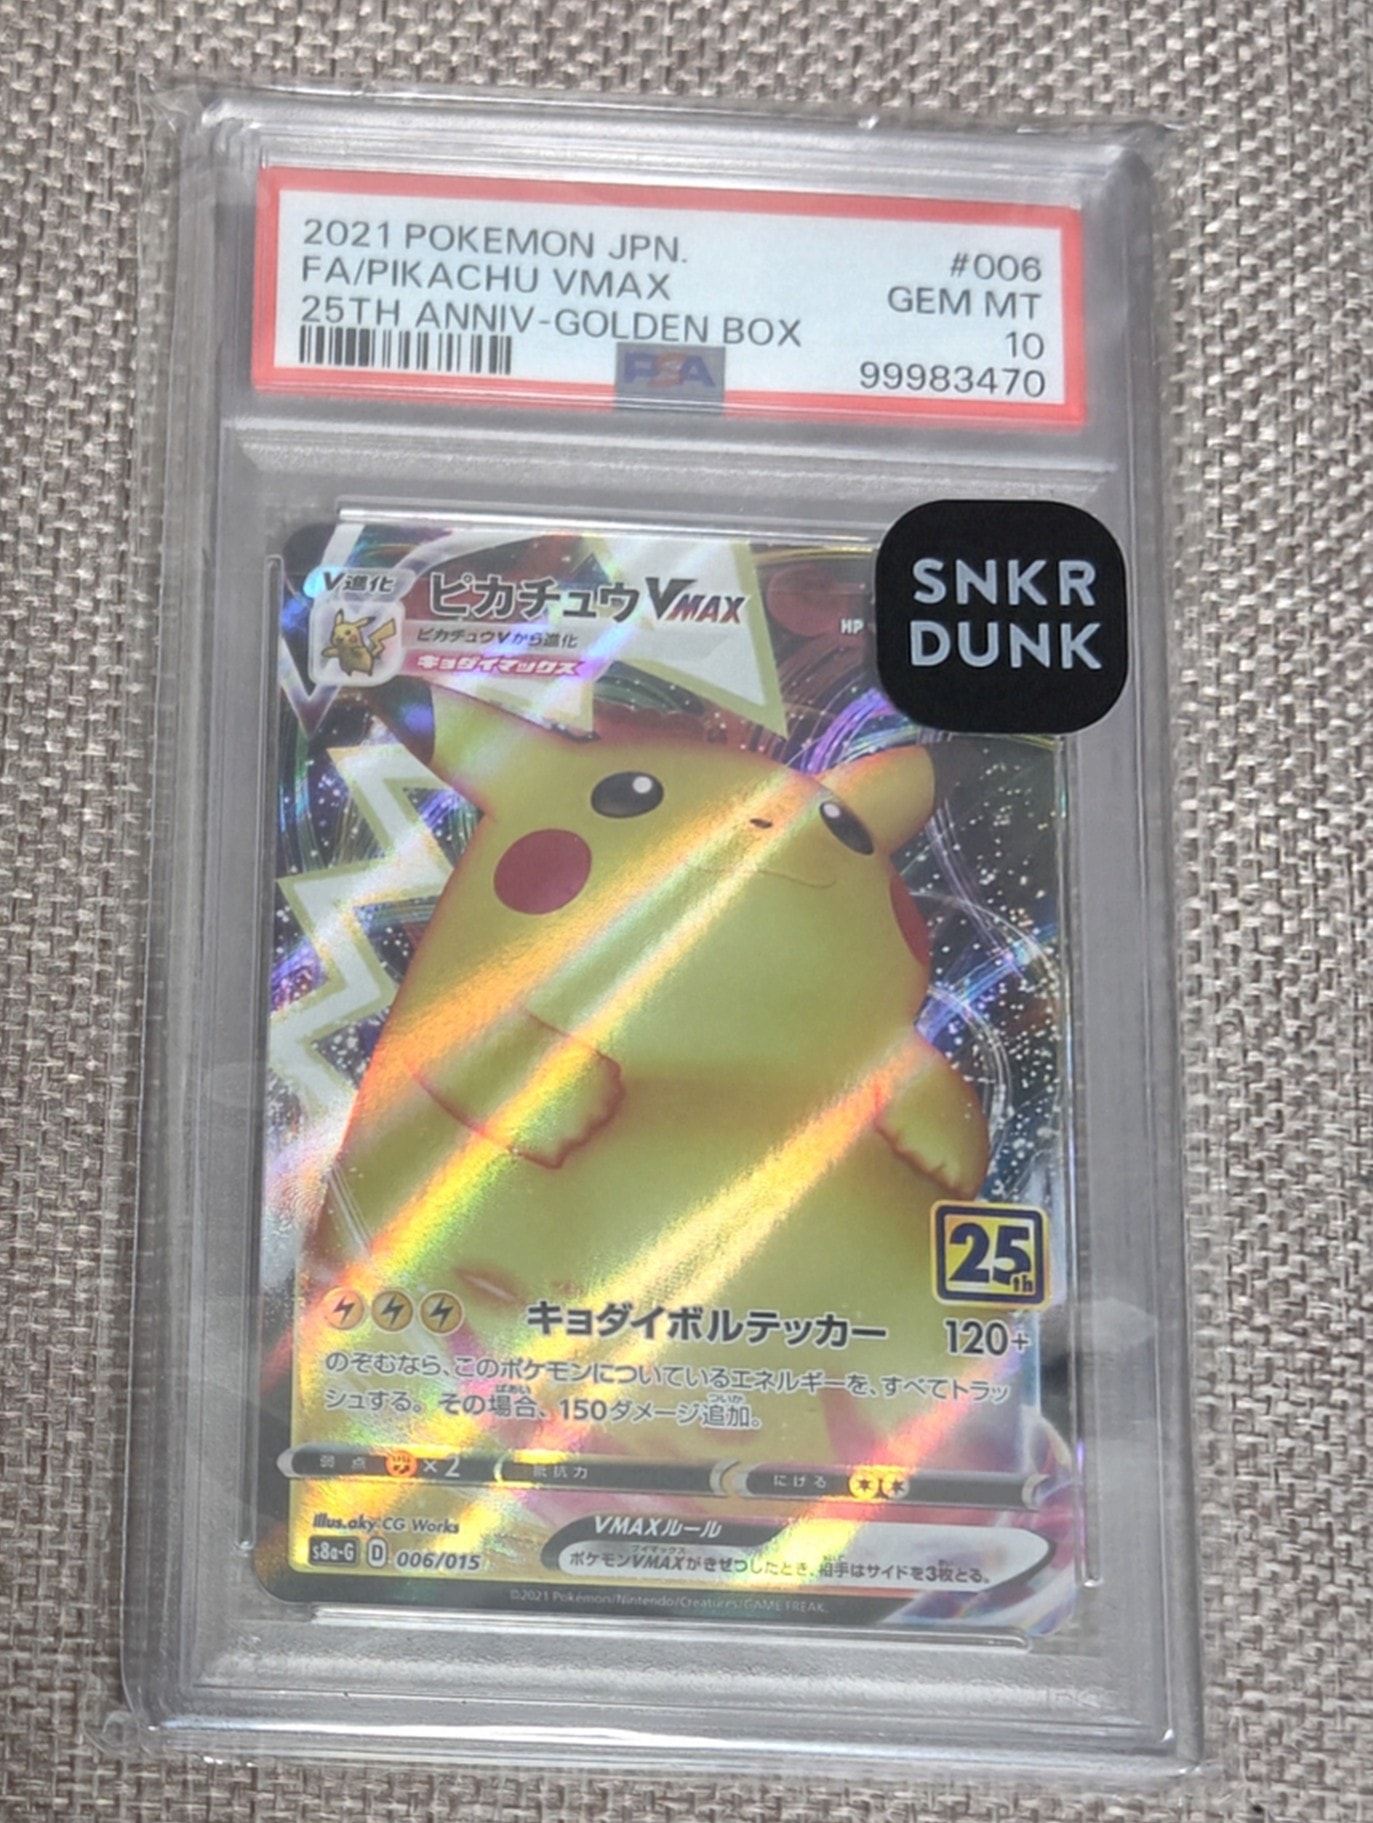 2021 POKEMON JPN.
#006
FA/PIKACHU VMAX
GEM MT
25TH ANNIV-GOLDEN BOX
10
PSA
99983470
SNKR
DUNK
V進化
ピカチュウVMAX
HP
ピカチュウVから進化
キョダイマックス
25th
キョダイボルテッカー 120+
のぞむなら、このポケモンについているエネルギーを、すべてトラッ
シュする。その場合、150ダメージ追加。
弱点 ×2 抵抗力 にげる
illus.aky CG Works
VMAXルール
s8a-G D 006/015
ポケモンVMAXがきぜつしたとき、相手はサイドを3枚とる。
©2021 Pokémon/Nintendo/Creatures/GAME FREAK.